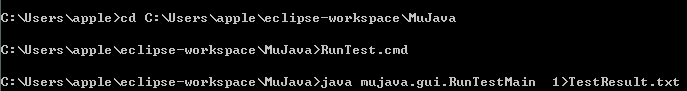 C:\Users\apple>cd C:\Users\apple\eclipse-workspace\MuJava
C:\Users\apple\eclipse-workspace\MuJava>RunTest.cmd
C:\Users\apple\eclipse-workspace\MuJava>java mujava.gui.RunTestMain  1>TestResult.txt